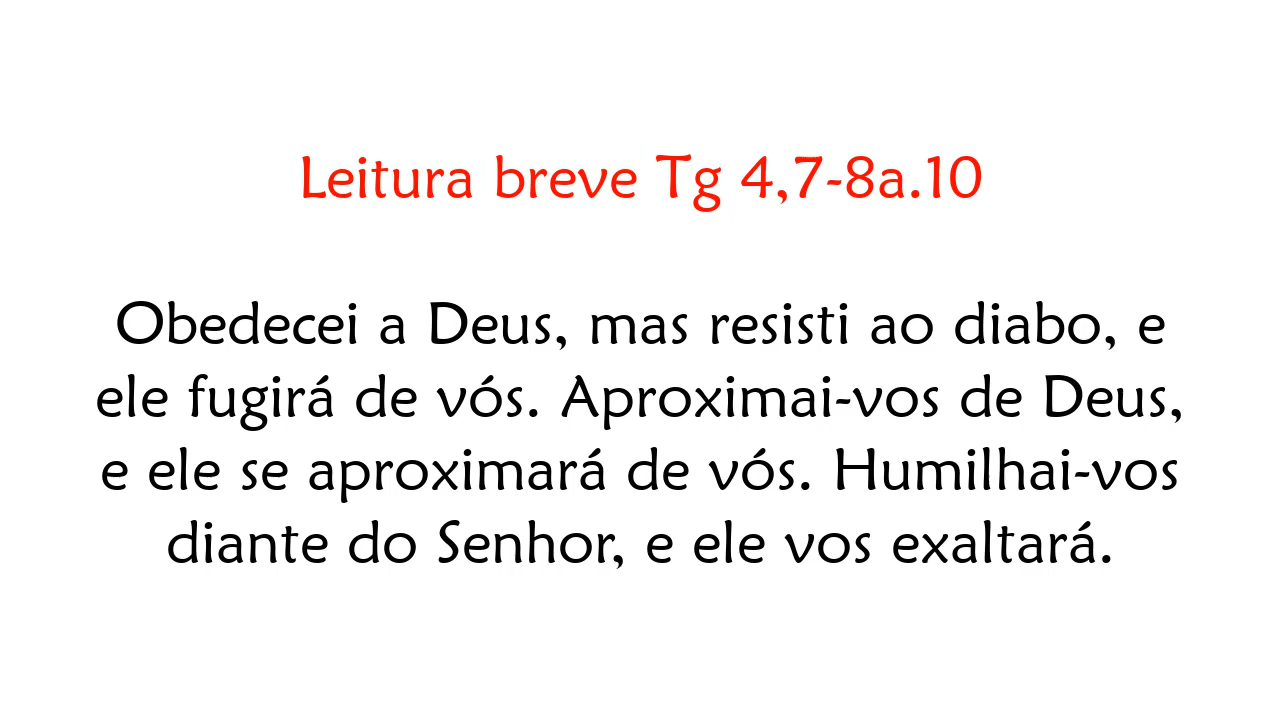 Leitura breve Tg 4,7-8a.10
Obedecei a Deus, mas resisti ao diabo, e
ele fugirá de vós. Aproximai-vos de Deus,
e ele se aproximará de vós. Humilhai-vos
diante do Senhor, e ele vos exaltará.